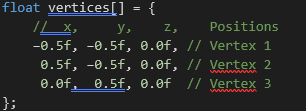 float vertices[] = {
//  x,     y,    z,    Positions
-0.5f, -0.5f, 0.0f, // Vertex 1
0.5f, -0.5f, 0.0f, // Vertex 2
0.0f, 0.5f, 0.0f  // Vertex 3
};